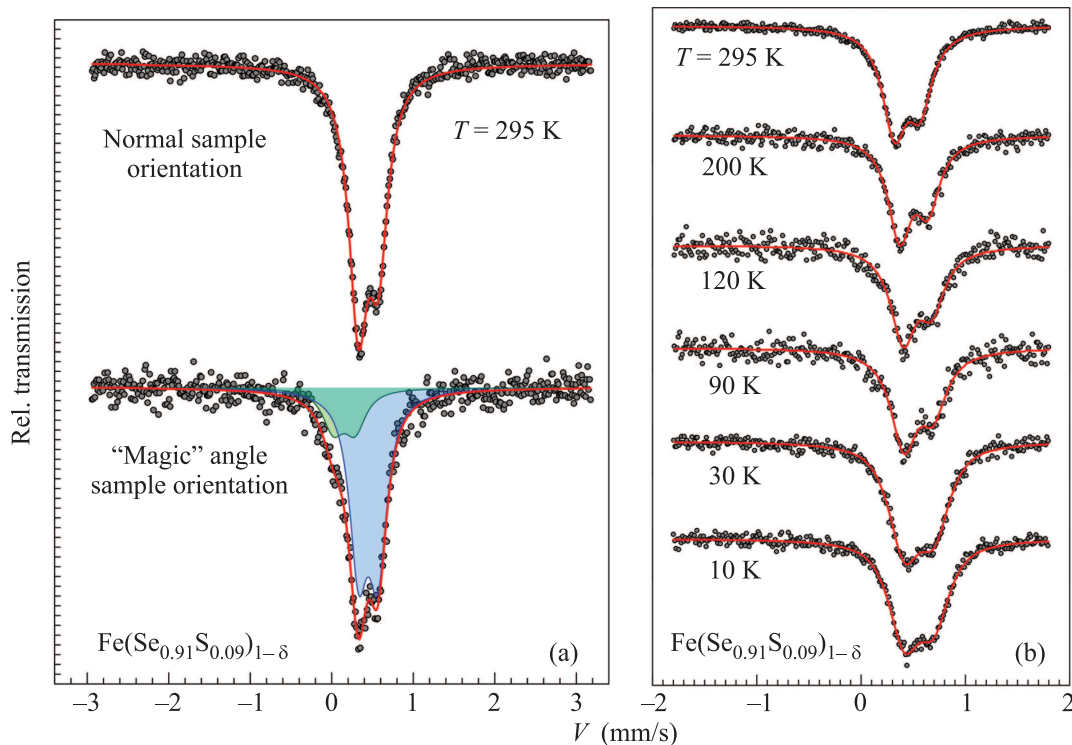 Rel. transmission
Normal sample
orientation
T = 295 K
“Magic” angle
sample orientation
Fe(Se0.91S0.09)1– δ
(a)
–3 –2 –1 0 1 2 3
T = 295 K
200 K
120 K
90 K
30 K
10 K
Fe(Se0.91S0.09)1– δ
(b)
–2 –1 0 1 2
V (mm/s)